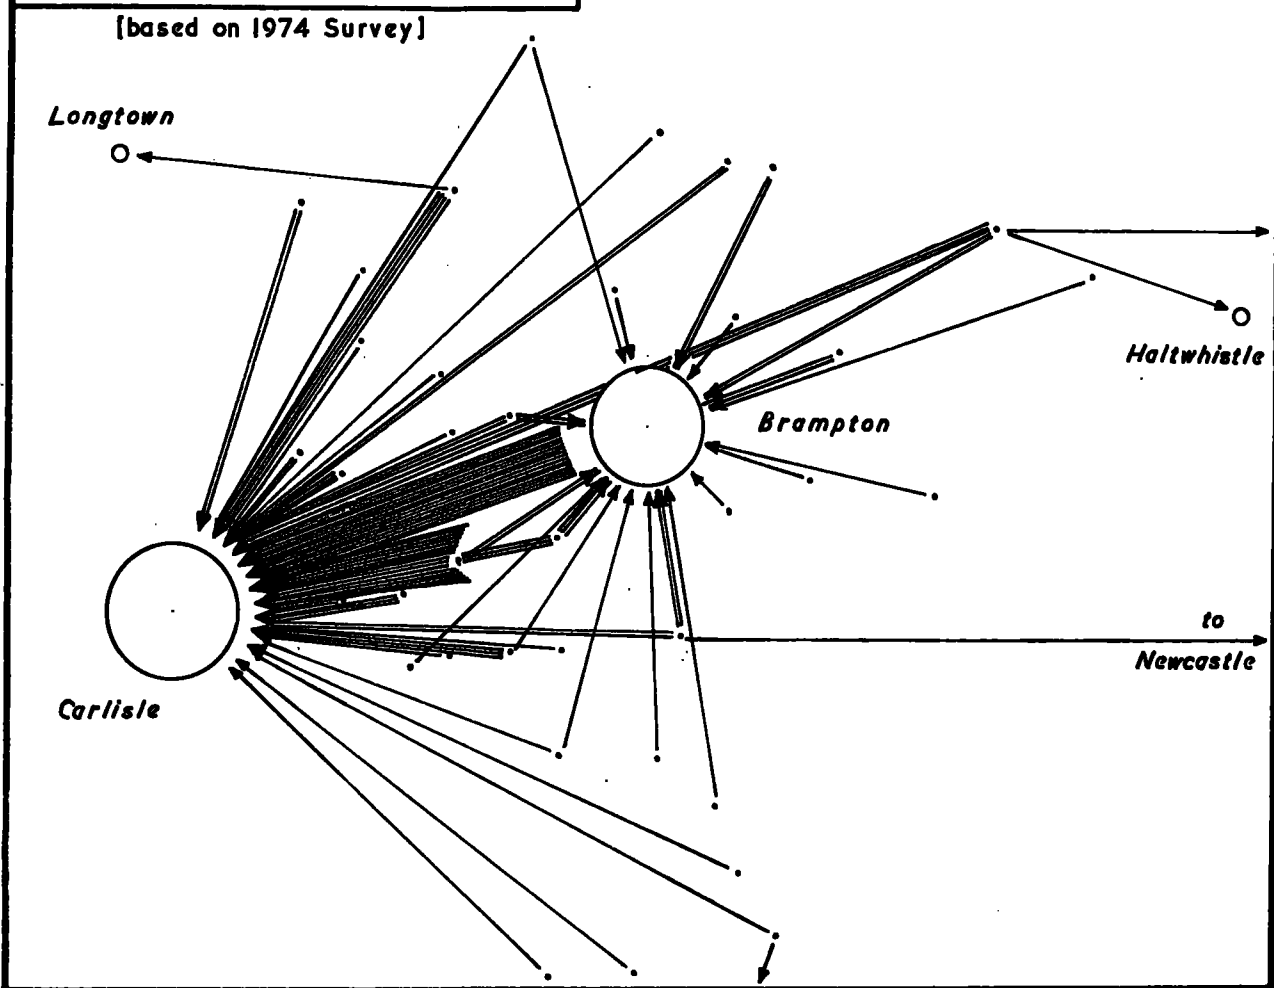 [based on 1974 Survey]
Longtown
Haltwhistle
Brampton
to
Newcastle
Carlisle